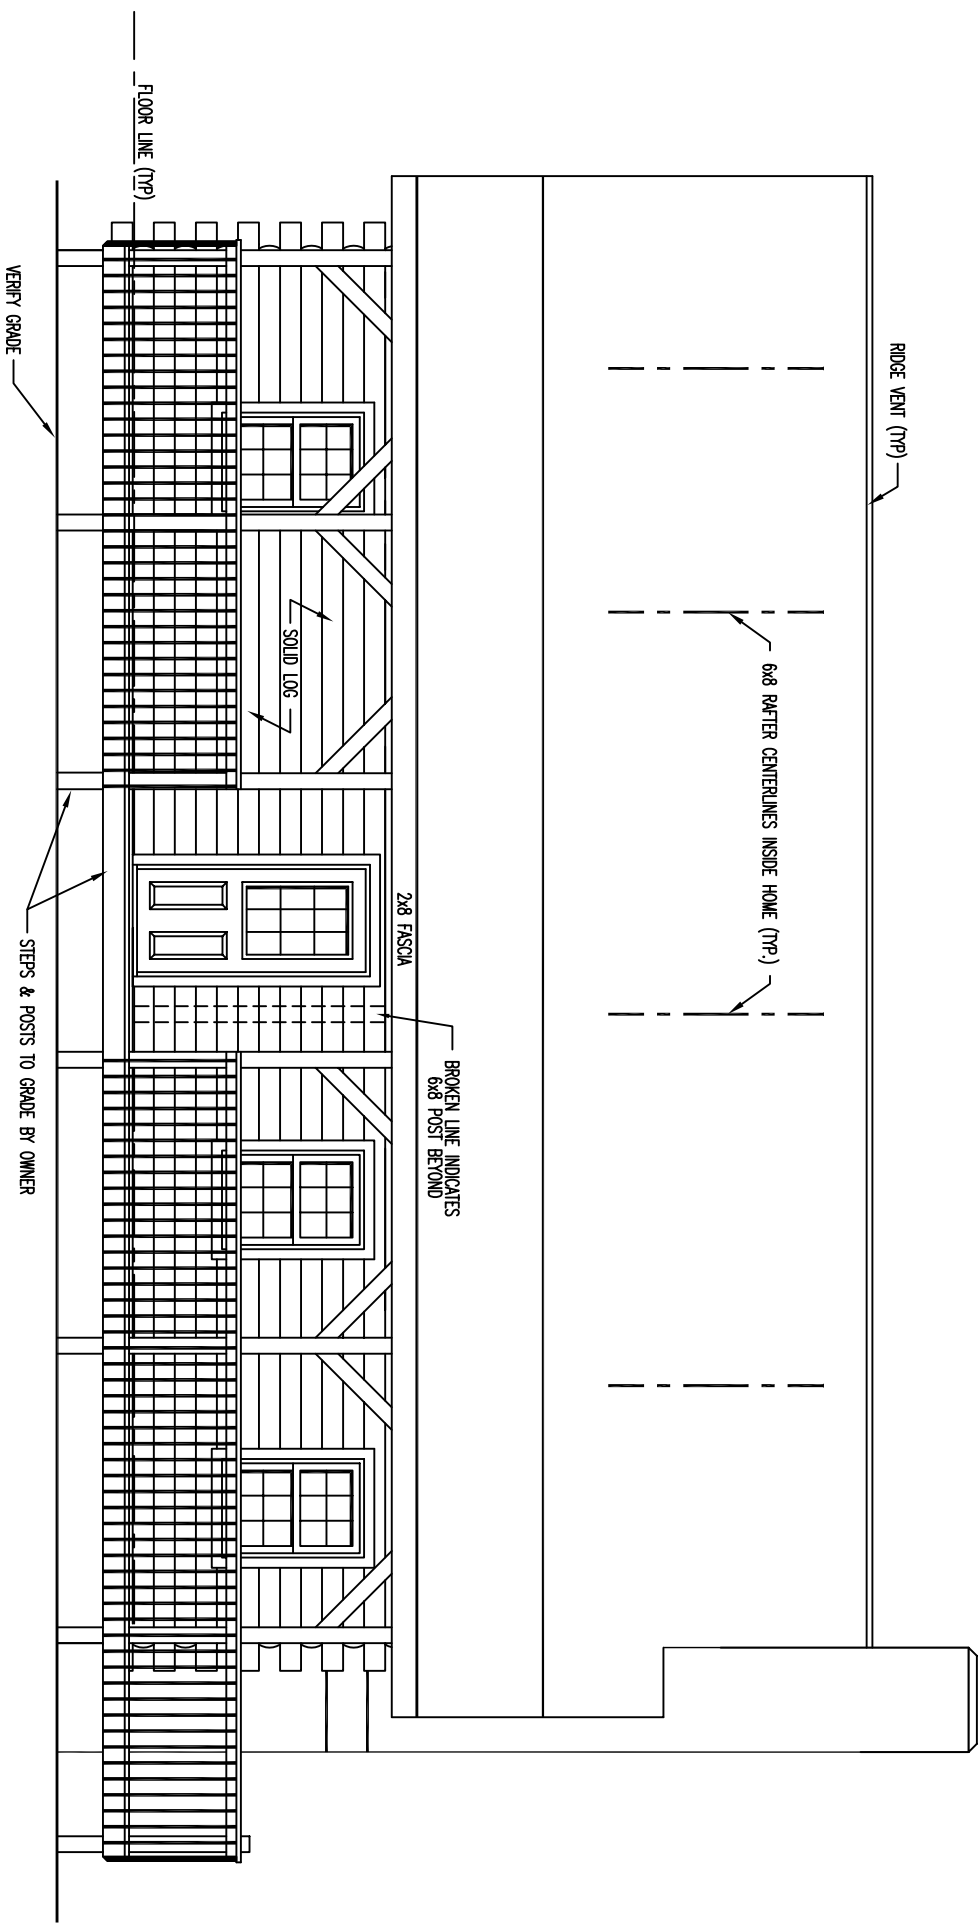 RIDGE VENT (TYP)
6x8 RAFTER CENTERLINES INSIDE HOME (TYP.)
BROKEN LINE INDICATES
6x8 POST BEYOND
2x8 FASCIA
SOLID LOG
FLOOR LINE (TYP)
VERIFY GRADE
STEPS & POSTS TO GRADE BY OWNER